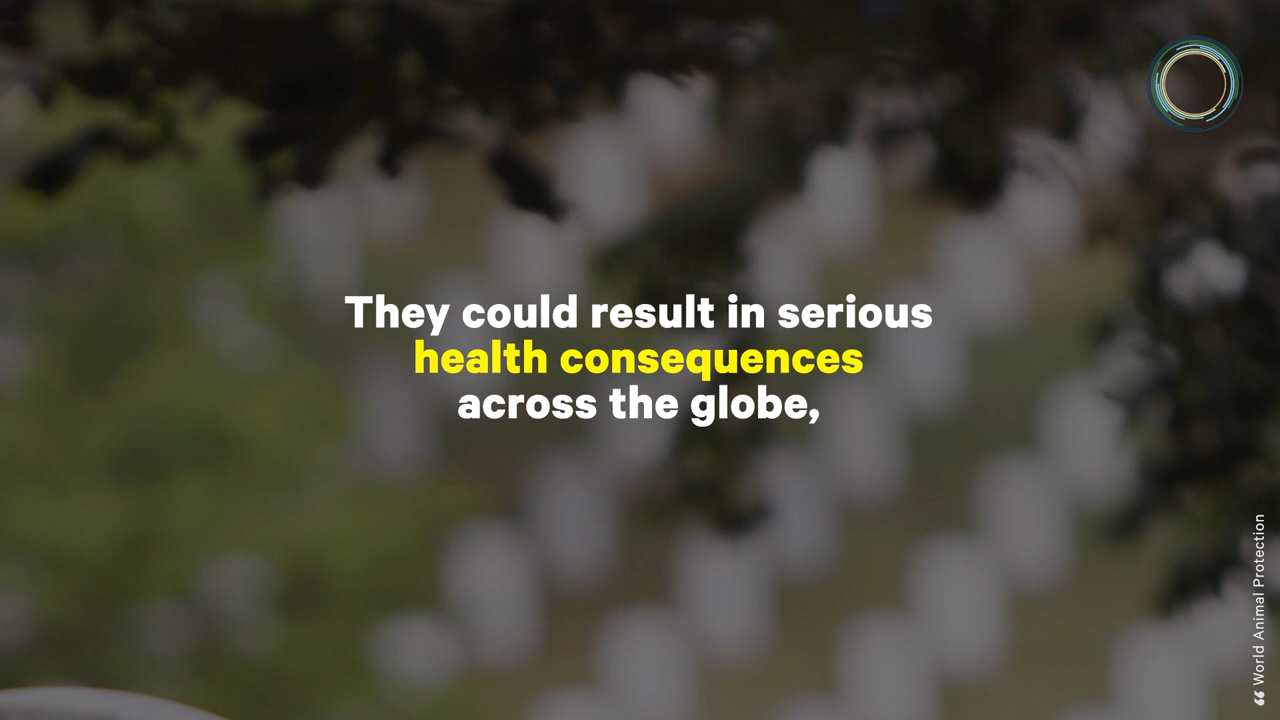 They could result in serious
health consequences
across the globe,
❝ World Animal Protection